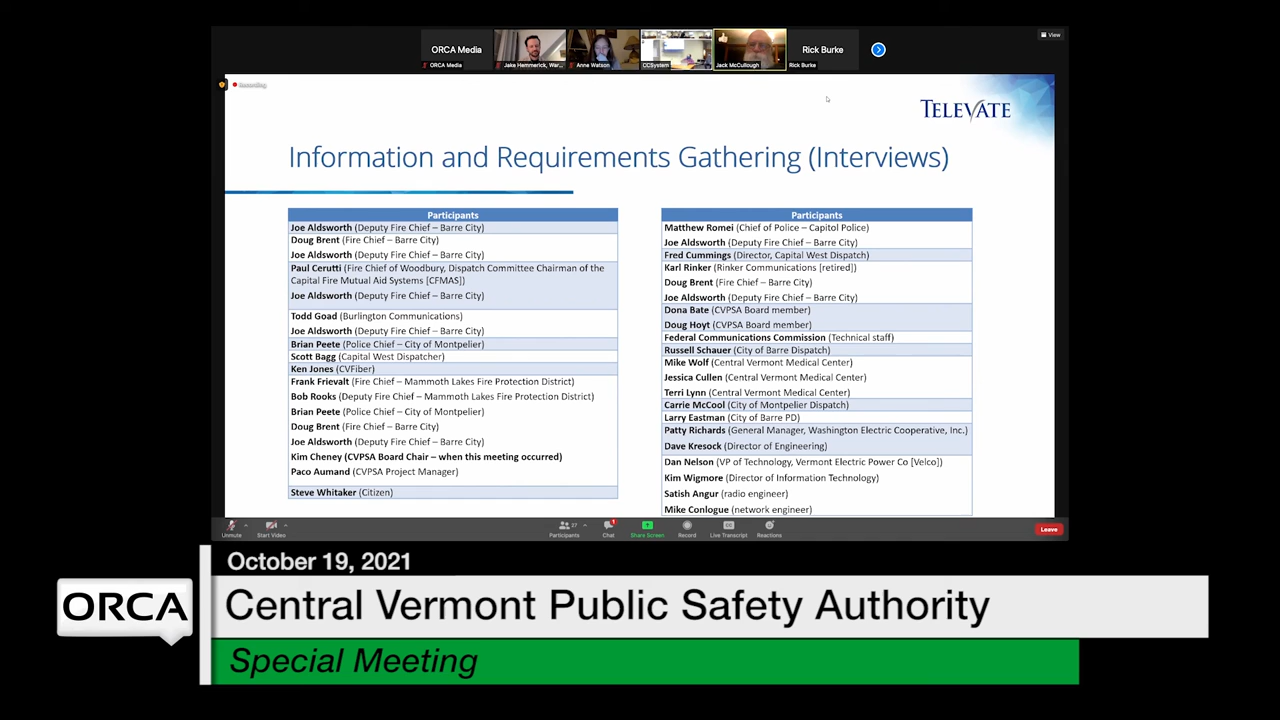 View
ORCA Media
Rick Burke
ORCA Media
Jake Hemmerick, War...
Anne Watson
CCSystem
Jack McCullough
Rick Burke
Recording
TELEVATE
Information and Requirements Gathering (Interviews)
Participants
Joe Aldsworth (Deputy Fire Chief – Barre City)
Doug Brent (Fire Chief – Barre City)
Joe Aldsworth (Deputy Fire Chief – Barre City)
Paul Cerutti (Fire Chief of Woodbury, Dispatch Committee Chairman of the
Capital Fire Mutual Aid Systems [CFMAS])
Joe Aldsworth (Deputy Fire Chief – Barre City)
Todd Goad (Burlington Communications)
Joe Aldsworth (Deputy Fire Chief – Barre City)
Brian Peete (Police Chief – City of Montpelier)
Scott Bagg (Capital West Dispatcher)
Ken Jones (CVFiber)
Frank Frievalt (Fire Chief – Mammoth Lakes Fire Protection District)
Bob Rooks (Deputy Fire Chief – Mammoth Lakes Fire Protection District)
Brian Peete (Police Chief – City of Montpelier)
Doug Brent (Fire Chief – Barre City)
Joe Aldsworth (Deputy Fire Chief – Barre City)
Kim Cheney (CVPSA Board Chair – when this meeting occurred)
Paco Aumand (CVPSA Project Manager)
Steve Whitaker (Citizen)
Participants
Matthew Romei (Chief of Police – Capitol Police)
Joe Aldsworth (Deputy Fire Chief – Barre City)
Fred Cummings (Director, Capital West Dispatch)
Karl Rinker (Rinker Communications [retired])
Doug Brent (Fire Chief – Barre City)
Joe Aldsworth (Deputy Fire Chief – Barre City)
Dona Bate (CVPSA Board member)
Doug Hoyt (CVPSA Board member)
Federal Communications Commission (Technical staff)
Russell Schauer (City of Barre Dispatch)
Mike Wolf (Central Vermont Medical Center)
Jessica Cullen (Central Vermont Medical Center)
Terri Lynn (Central Vermont Medical Center)
Carrie McCool (City of Montpelier Dispatch)
Larry Eastman (City of Barre PD)
Patty Richards (General Manager, Washington Electric Cooperative, Inc.)
Dave Kresock (Director of Engineering)
Dan Nelson (VP of Technology, Vermont Electric Power Co [Velco])
Kim Wigmore (Director of Information Technology)
Satish Angur (radio engineer)
Mike Conlogue (network engineer)
Unmute
Start Video
27
Participants
1
Chat
Share Screen
Record
Live Transcript
Reactions
Leave
October 19, 2021
ORCA
Central Vermont Public Safety Authority
Special Meeting